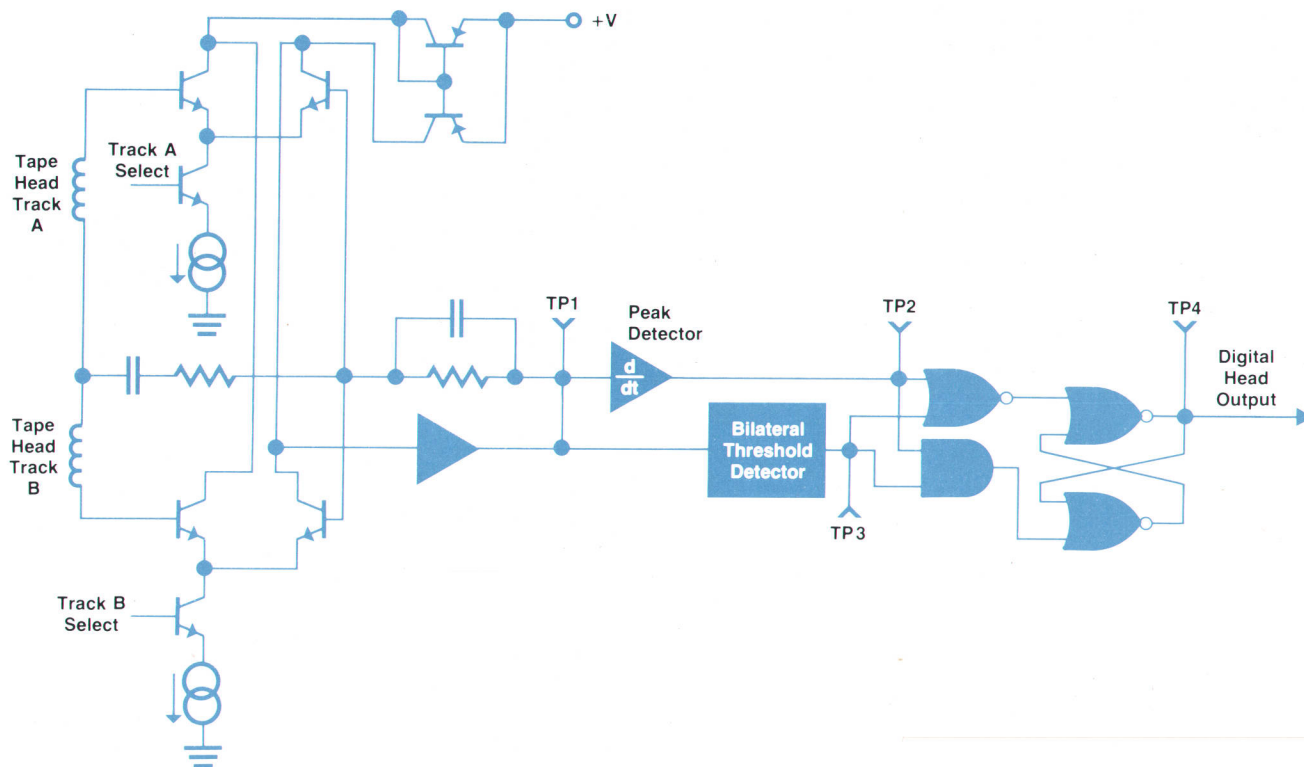 +V
Track A
Select
Tape
Head
Track
A
TP1
Peak
Detector
TP2
TP4
d
dt
Digital
Head
Output
Bilateral
Threshold
Detector
Tape
Head
Track
B
TP3
Track B
Select